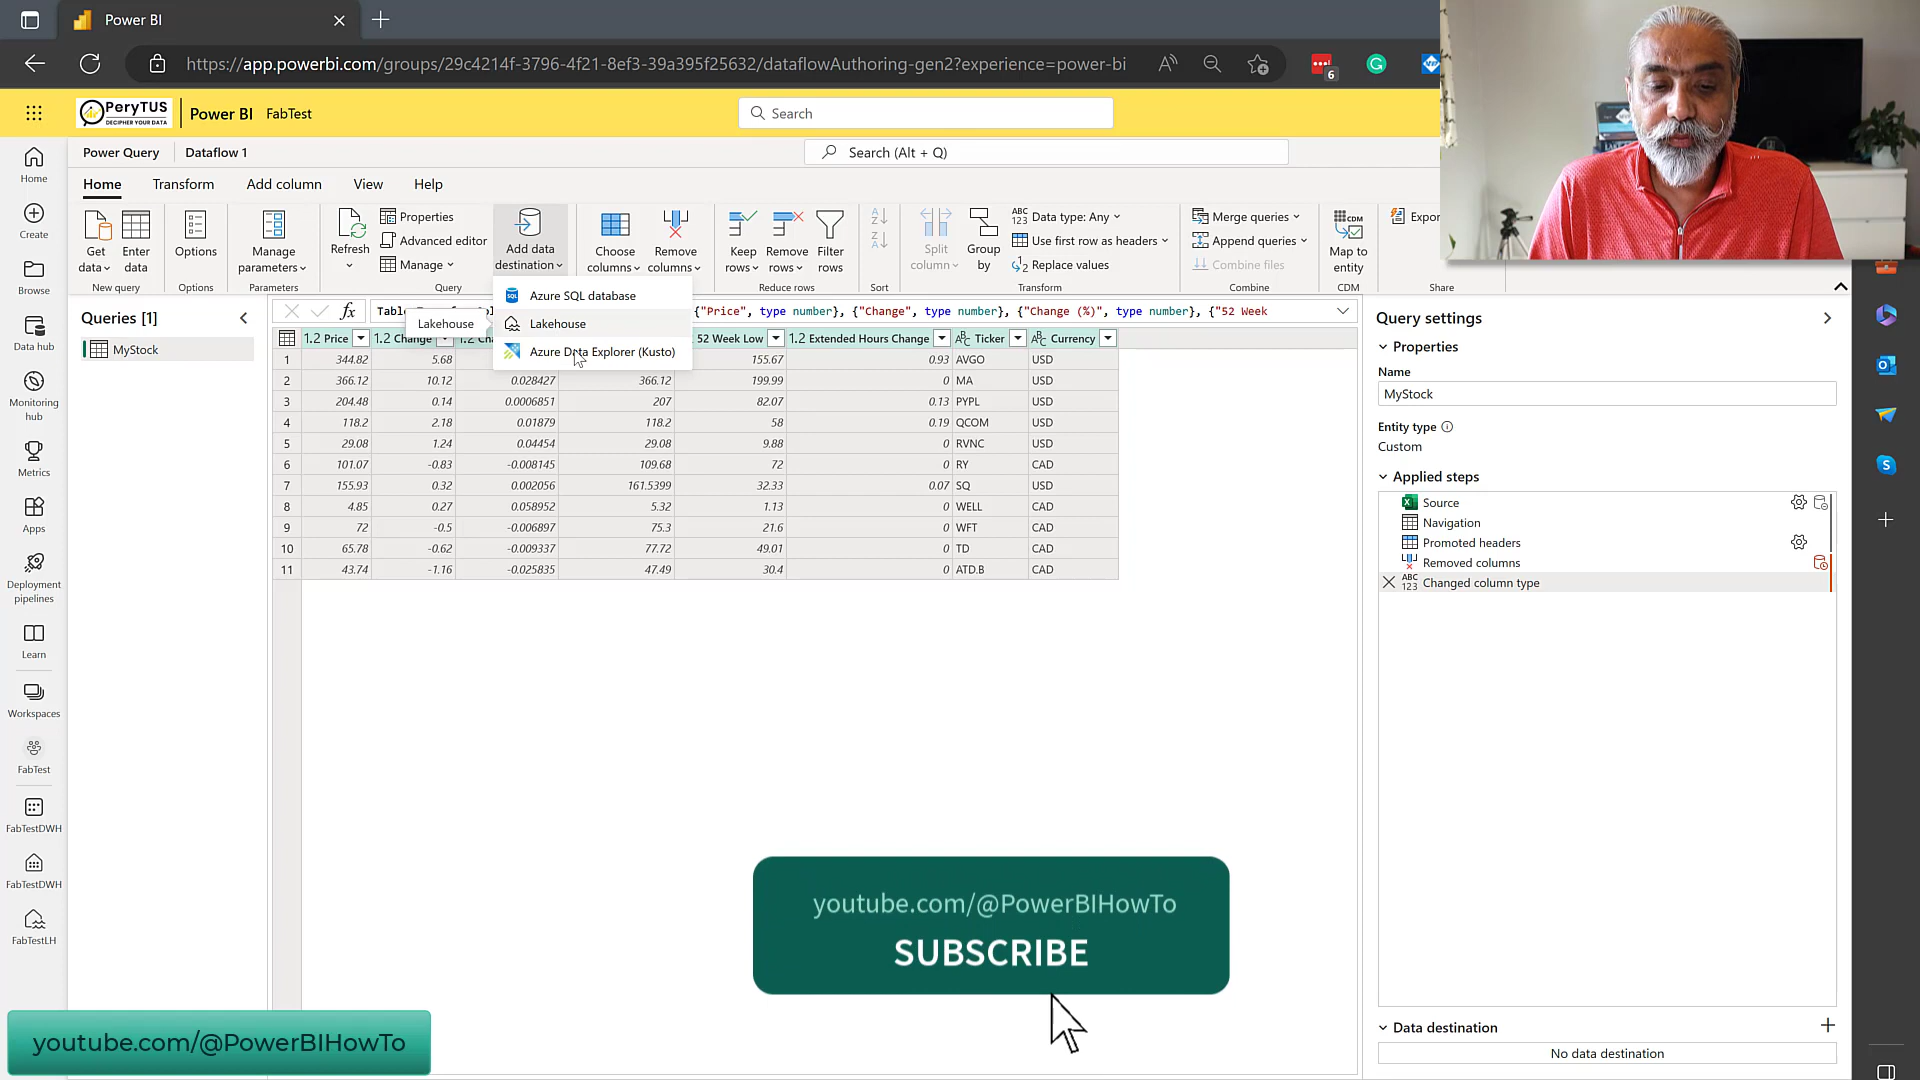 Power BI
https://app.powerbi.com/groups/29c4214f-3796-4f21-8ef3-39a395f25632/dataflowAuthoring-gen2?experience=power-bi
6
PeryTUS
DECIPHER YOUR DATA
Power BI FabTest
Search
Power Query Dataflow 1
Search (Alt + Q)
Home Transform Add column View Help
Get data
Enter data
Options
Manage parameters
Refresh
Properties
Advanced editor
Manage
Add data destination
Choose columns
Remove columns
Keep rows
Remove rows
Filter rows
Split column
Group by
Data type: Any
Use first row as headers
Replace values
Merge queries
Append queries
Combine files
Map to entity
CDM
Expor
New query Options Parameters Query Reduce rows Sort Transform Combine CDM Share
Home
Create
Browse
Data hub
Monitoring hub
Metrics
Apps
Deployment pipelines
Learn
Workspaces
FabTest
FabTestDWH
FabTestDWH
FabTestLH
Queries [1]
MyStock
Azure SQL database
Lakehouse
Azure Data Explorer (Kusto)
Lakehouse
fx
{"Price", type number}, {"Change", type number}, {"Change (%)", type number}, {"52 Week
1.2 Price 1.2 Change 52 Week Low 1.2 Extended Hours Change Ticker Currency
1 344.82 5.68 155.67 0.93 AVGO USD
2 366.12 10.12 0.028427 366.12 199.99 0 MA USD
3 204.48 0.14 0.0006851 207 82.07 0.13 PYPL USD
4 118.2 2.18 0.01879 118.2 58 0.19 QCOM USD
5 29.08 1.24 0.04454 29.08 9.88 0 RVNC USD
6 101.07 -0.83 -0.008145 109.68 72 0 RY CAD
7 155.93 0.32 0.002056 161.5399 32.33 0.07 SQ USD
8 4.85 0.27 0.058952 5.32 1.13 0 WELL CAD
9 72 -0.5 -0.006897 75.3 21.6 0 WFT CAD
10 65.78 -0.62 -0.009337 77.72 49.01 0 TD CAD
11 43.74 -1.16 -0.025835 47.49 30.4 0 ATD.B CAD
Query settings
Properties
Name
MyStock
Entity type
Custom
Applied steps
Source
Navigation
Promoted headers
Removed columns
Changed column type
Data destination
No data destination
youtube.com/@PowerBIHowTo
SUBSCRIBE
youtube.com/@PowerBIHowTo